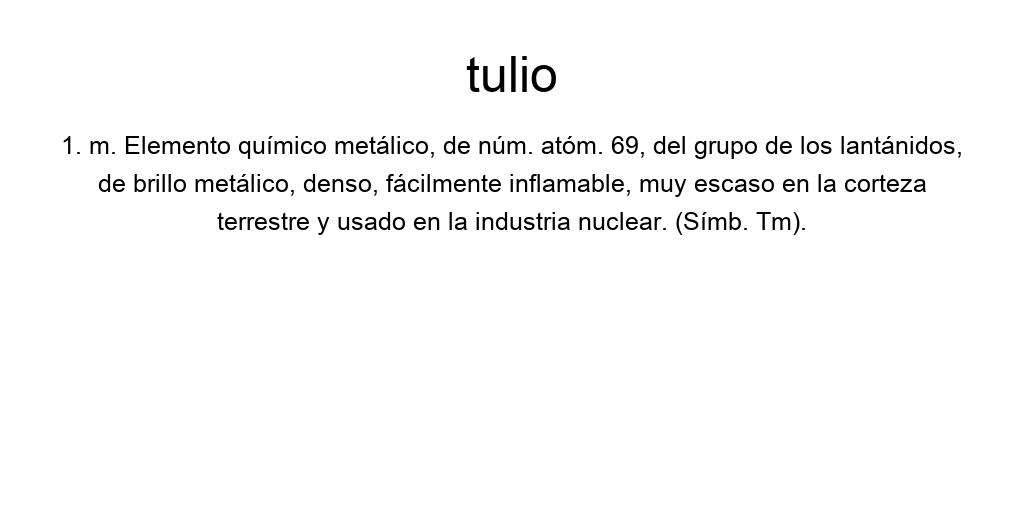 tulio
1. m. Elemento químico metálico, de núm. atóm. 69, del grupo de los lantánidos,
de brillo metálico, denso, fácilmente inflamable, muy escaso en la corteza
terrestre y usado en la industria nuclear. (Símb. Tm).